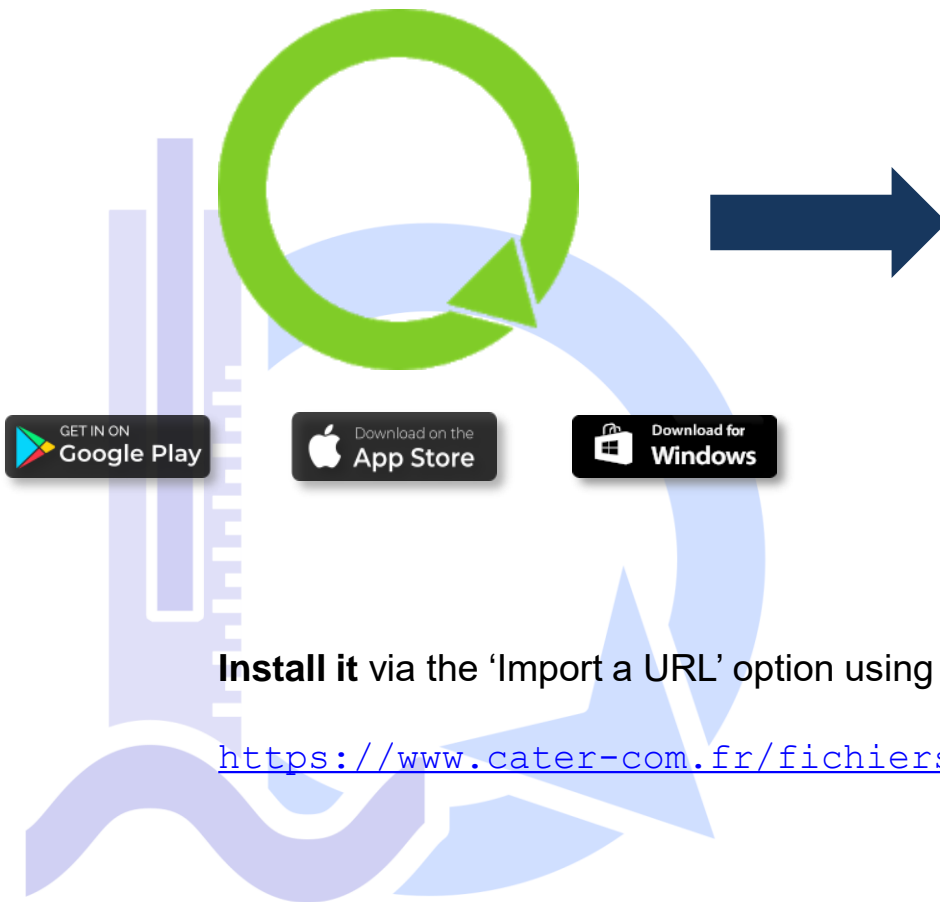 GET IN ON
Google Play
Download on the
App Store
Download for
Windows
Install it via the ‘Import a URL’ option using
https://www.cater-com.fr/fichiers